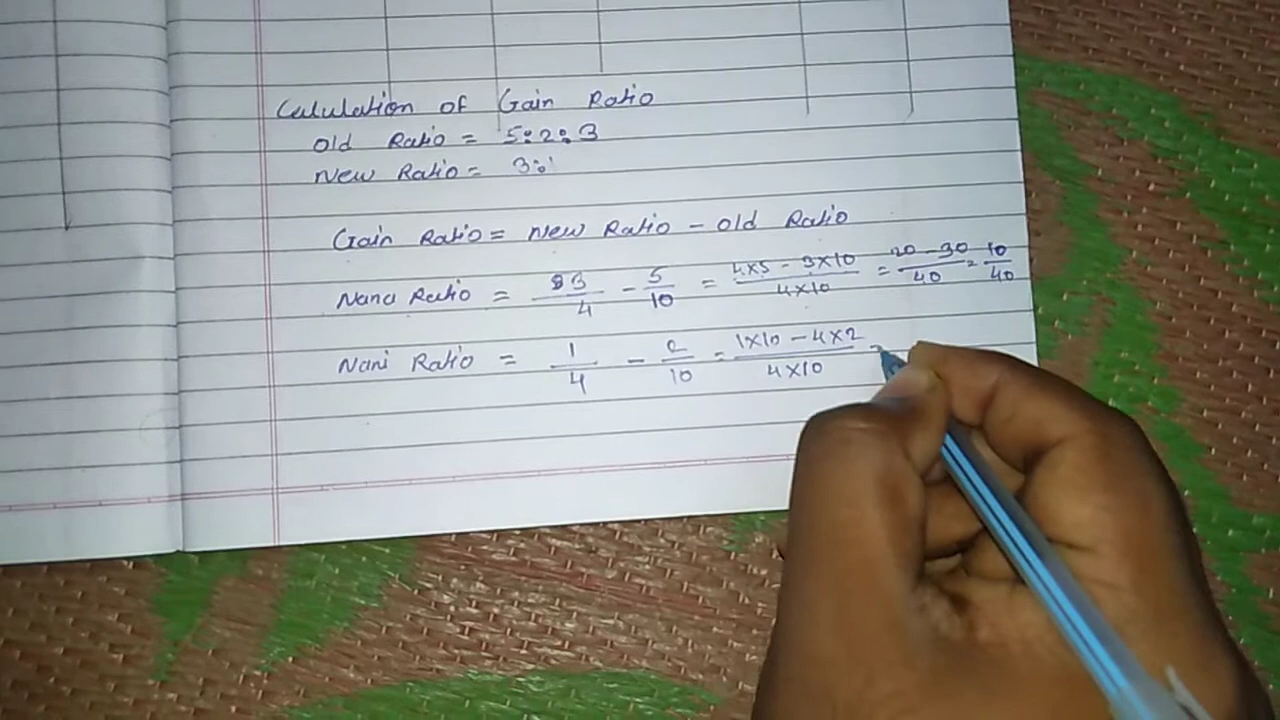 Calulation of Gain Ratio
old Ratio = 5:2:3
New Ratio = 3:1
Gain Ratio = New Ratio - old Ratio
Nana Ratio = 3/4 - 5/10 = 4x5 - 3x10 / 4x10 = 20-30/40 = 10/40
Nani Ratio = 1/4 - 2/10 = 1x10 - 4x2 / 4x10 =